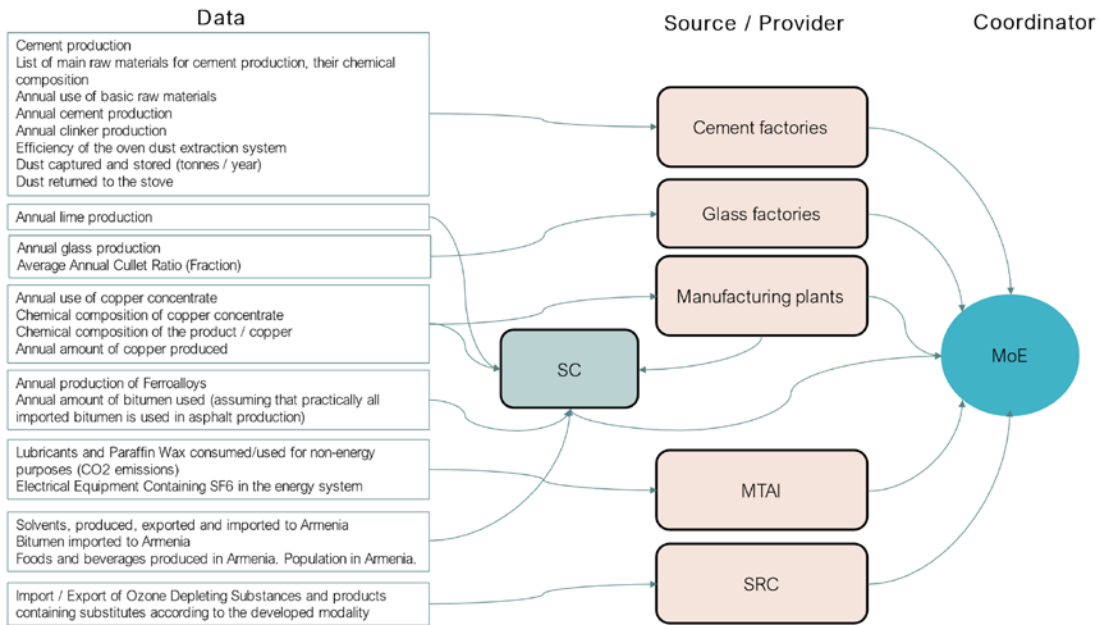 Data
Source / Provider
Coordinator
Cement production
List of main raw materials for cement production, their chemical
composition
Annual use of basic raw materials
Annual cement production
Annual clinker production
Efficiency of the oven dust extraction system
Dust captured and stored (tonnes / year)
Dust returned to the stove
Annual lime production
Annual glass production
Average Annual Cullet Ratio (Fraction)
Annual use of copper concentrate
Chemical composition of copper concentrate
Chemical composition of the product / copper
Annual amount of copper produced
Annual production of Ferroalloys
Annual amount of bitumen used (assuming that practically all
imported bitumen is used in asphalt production)
Lubricants and Paraffin Wax consumed/used for non-energy
purposes (CO2 emissions)
Electrical Equipment Containing SF6 in the energy system
Solvents, produced, exported and imported to Armenia
Bitumen imported to Armenia
Foods and beverages produced in Armenia. Population in Armenia.
Import / Export of Ozone Depleting Substances and products
containing substitutes according to the developed modality
Cement factories
Glass factories
Manufacturing plants
SC
MTAI
SRC
MoE